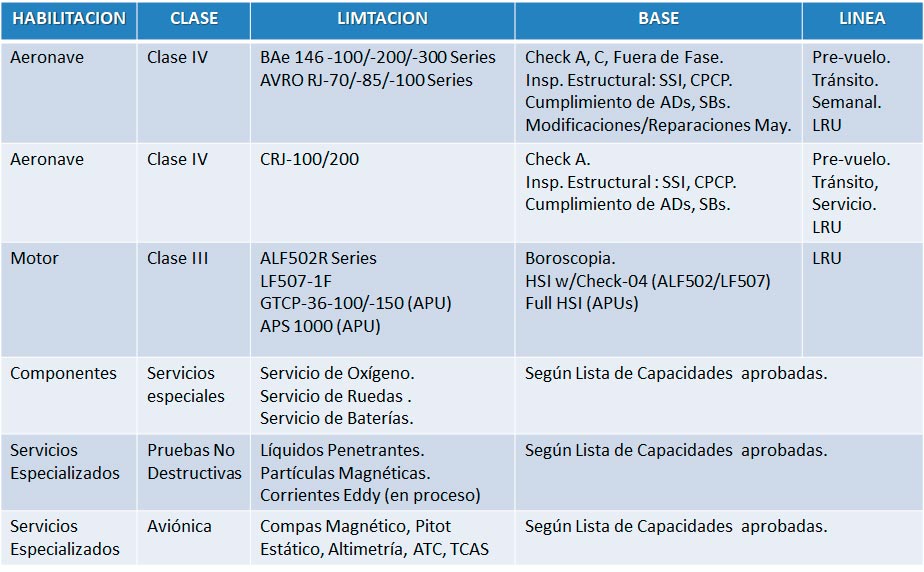 HABILITACION CLASE LIMTACION BASE LINEA
Aeronave Clase IV BAe 146 -100/-200/-300 Series Check A, C, Fuera de Fase. Pre-vuelo.
AVRO RJ-70/-85/-100 Series Insp. Estructural: SSI, CPCP. Tránsito.
Cumplimiento de ADs, SBs. Semanal.
Modificaciones/Reparaciones May. LRU
Aeronave Clase IV CRJ-100/200 Check A. Pre-vuelo.
Insp. Estructural : SSI, CPCP. Tránsito,
Cumplimiento de ADs, SBs. Servicio.
LRU
Motor Clase III ALF502R Series Boroscopia. LRU
LF507-1F HSI w/Check-04 (ALF502/LF507)
GTCP-36-100/-150 (APU) Full HSI (APUs)
APS 1000 (APU)
Componentes Servicios Servicio de Oxígeno. Según Lista de Capacidades aprobadas.
especiales Servicio de Ruedas .
Servicio de Baterías.
Servicios Pruebas No Líquidos Penetrantes. Según Lista de Capacidades aprobadas.
Especializados Destructivas Partículas Magnéticas.
Corrientes Eddy (en proceso)
Servicios Aviónica Compas Magnético, Pitot Según Lista de Capacidades aprobadas.
Especializados Estático, Altimetría, ATC, TCAS